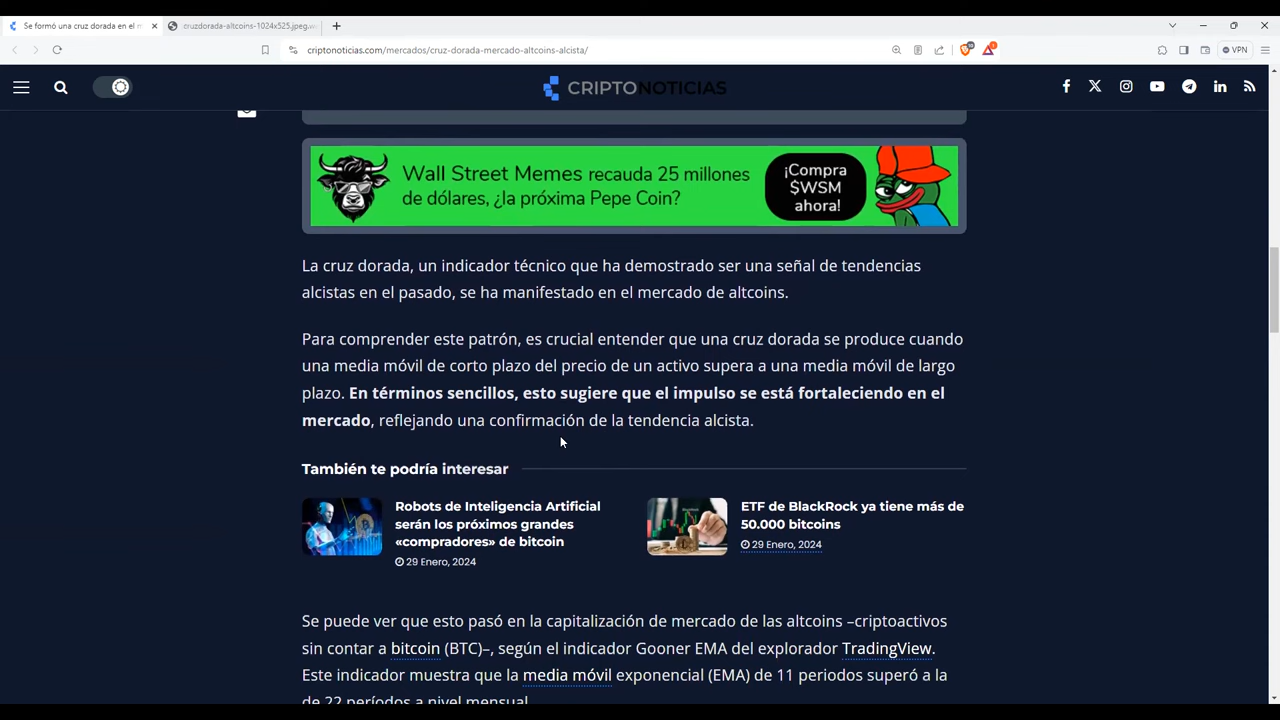 Se formó una cruz dorada en el m
cruzdorada-altcoins-1024x525.jpeg.w
criptonoticias.com/mercados/cruz-dorada-mercado-altcoins-alcista/
VPN
CRIPTONOTICIAS
Wall Street Memes recauda 25 millones
de dólares, ¿la próxima Pepe Coin?
¡Compra
$WSM
ahora!
La cruz dorada, un indicador técnico que ha demostrado ser una señal de tendencias
alcistas en el pasado, se ha manifestado en el mercado de altcoins.
Para comprender este patrón, es crucial entender que una cruz dorada se produce cuando
una media móvil de corto plazo del precio de un activo supera a una media móvil de largo
plazo. En términos sencillos, esto sugiere que el impulso se está fortaleciendo en el
mercado, reflejando una confirmación de la tendencia alcista.
También te podría interesar
Robots de Inteligencia Artificial
serán los próximos grandes
«compradores» de bitcoin
29 Enero, 2024
ETF de BlackRock ya tiene más de
50.000 bitcoins
29 Enero, 2024
Se puede ver que esto pasó en la capitalización de mercado de las altcoins –criptoactivos
sin contar a bitcoin (BTC)–, según el indicador Gooner EMA del explorador TradingView.
Este indicador muestra que la media móvil exponencial (EMA) de 11 periodos superó a la
de 22 períodos a nivel mensual.